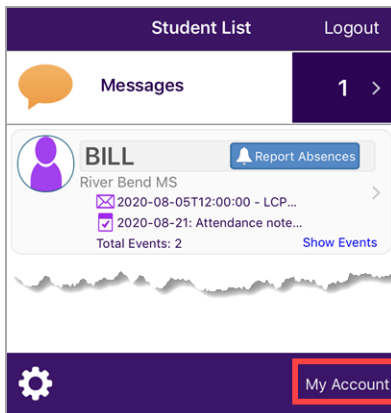 Student List Logout
Messages 1 >
BILL Report Absences
River Bend MS
2020-08-05T12:00:00 - LCP...
2020-08-21: Attendance note...
Total Events: 2 Show Events
My Account